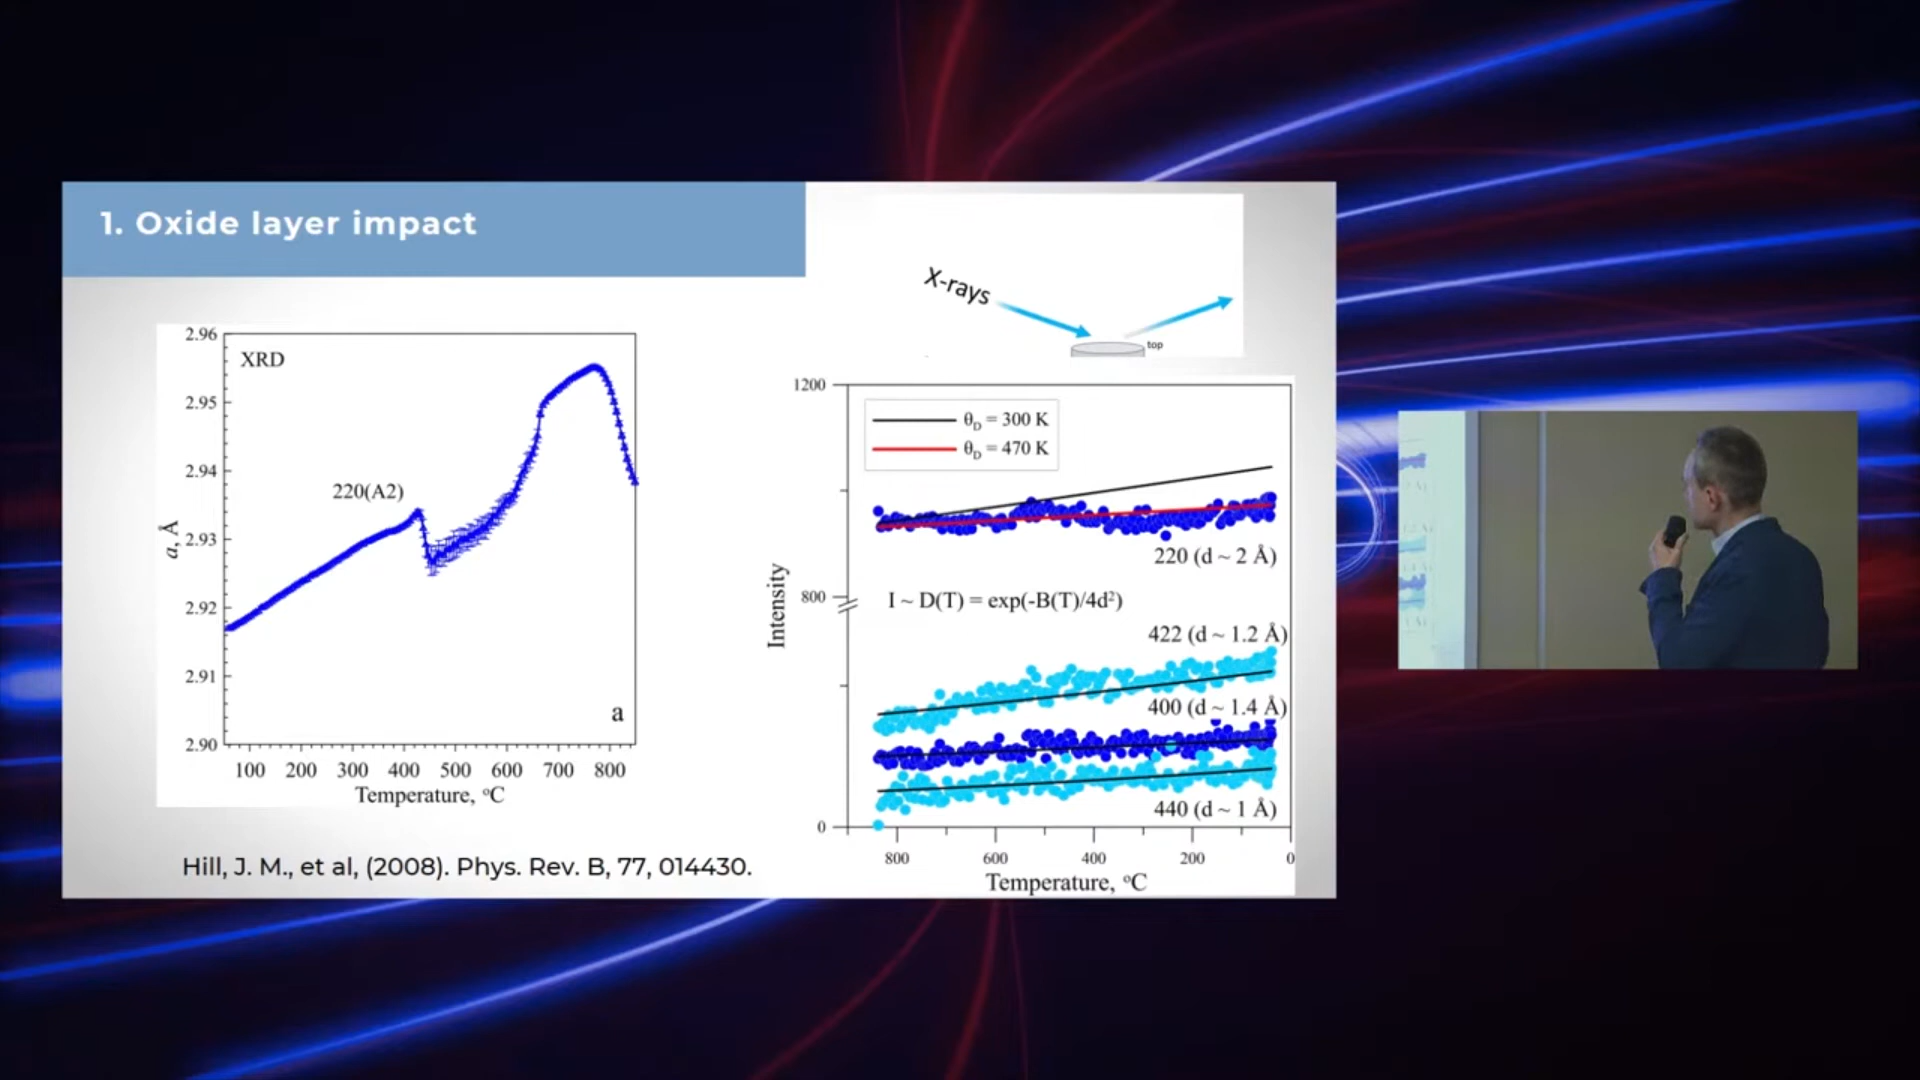 1. Oxide layer impact
X-rays
top
2.96
2.95
2.94
2.93
2.92
2.91
2.90
XRD
220(A2)
a, Å
a
100 200 300 400 500 600 700 800
Temperature, °C
1200
800
0
Intensity
θD = 300 K
θD = 470 K
220 (d ~ 2 Å)
I ~ D(T) = exp(-B(T)/4d²)
422 (d ~ 1.2 Å)
400 (d ~ 1.4 Å)
440 (d ~ 1 Å)
800 600 400 200 0
Temperature, °C
Hill, J. M., et al, (2008). Phys. Rev. B, 77, 014430.